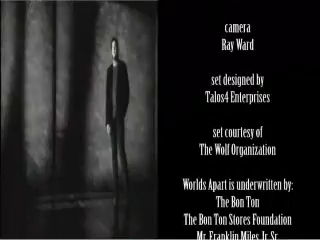 camera
Ray Ward
set designed by
Talos4 Enterprises
set courtesy of
The Wolf Organization
Worlds Apart is underwritten by:
The Bon Ton
The Bon Ton Stores Foundation
Mr. Franklin Miles Jr. Sr.